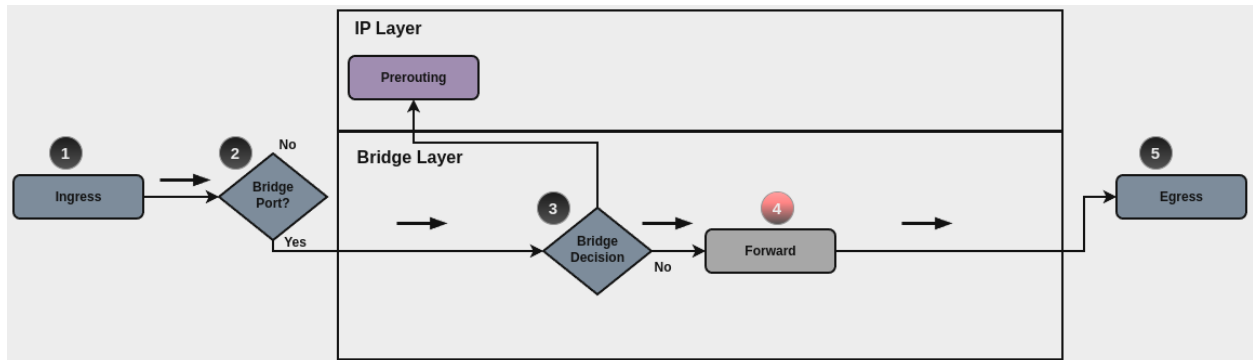 IP Layer
Prerouting
1
2
No
Bridge Layer
5
Ingress
Bridge
Port?
Egress
3
4
Yes
Bridge
Decision
Forward
No